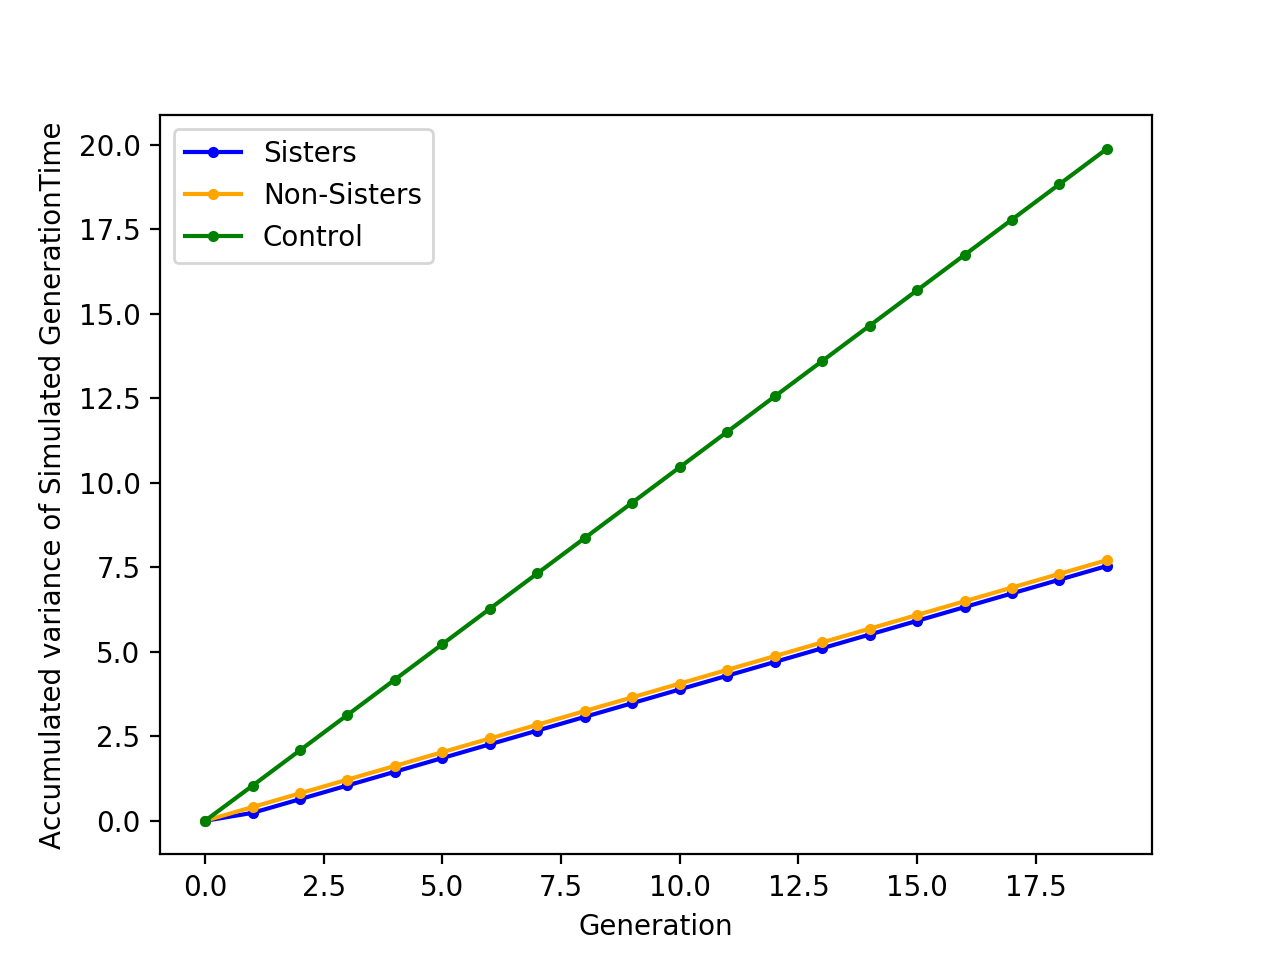 Accumulated variance of Simulated GenerationTime
20.0
17.5
15.0
12.5
10.0
7.5
5.0
2.5
0.0
Sisters
Non-Sisters
Control
0.0 2.5 5.0 7.5 10.0 12.5 15.0 17.5
Generation